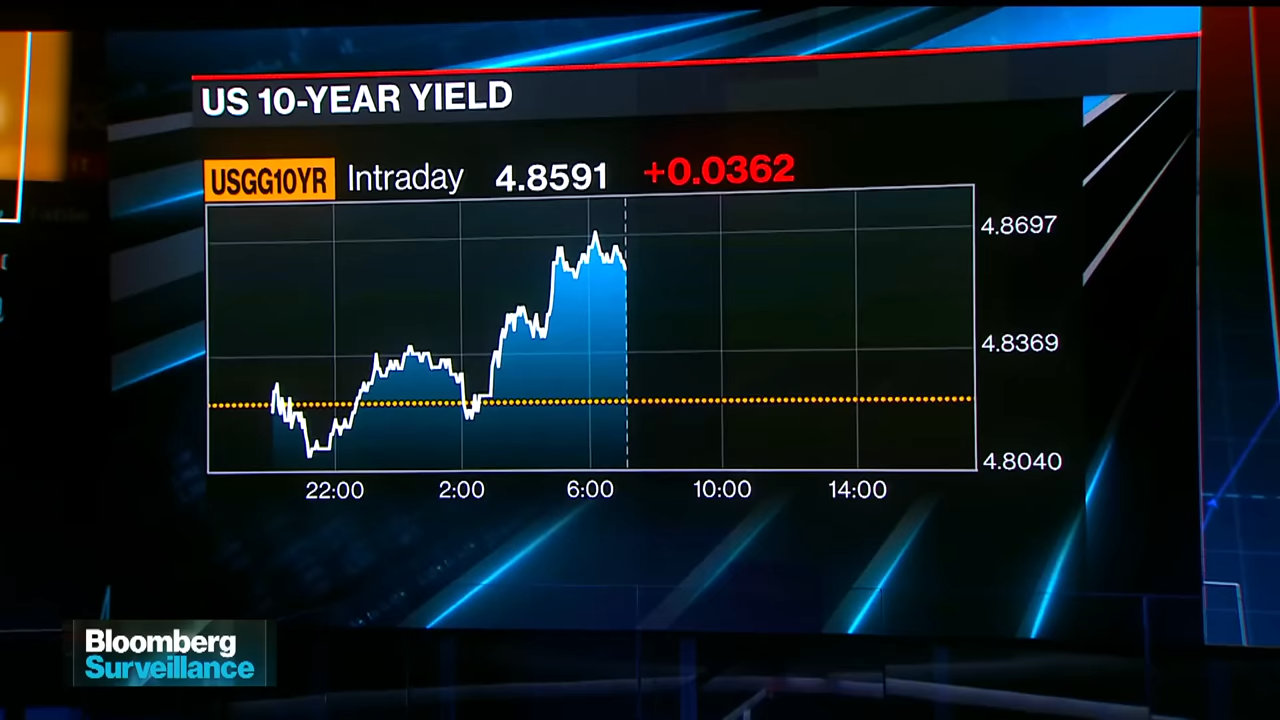 US 10-YEAR YIELD
USGG10YR Intraday 4.8591 +0.0362
4.8697
4.8369
4.8040
22:00 2:00 6:00 10:00 14:00
Bloomberg
Surveillance